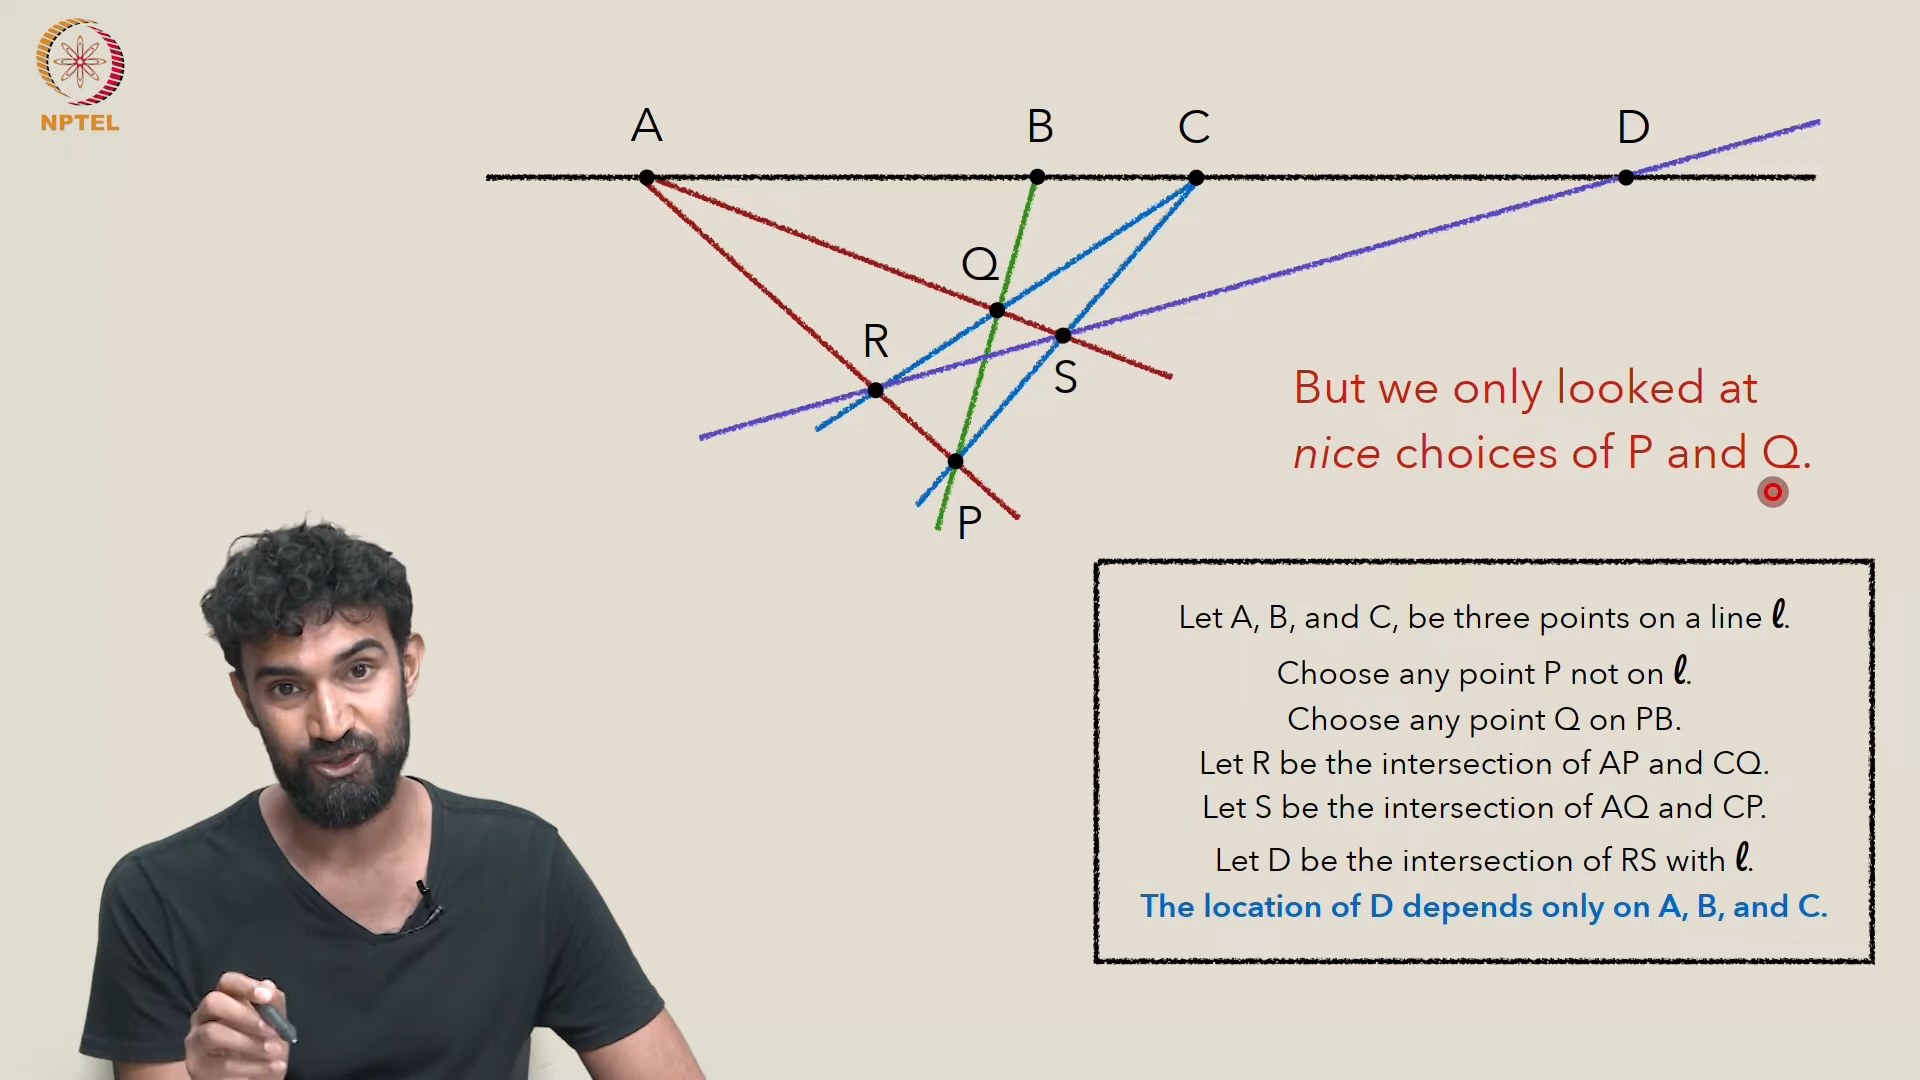 NPTEL
A B C D
Q
R
S
P
But we only looked at
nice choices of P and Q.
Let A, B, and C, be three points on a line ℓ.
Choose any point P not on ℓ.
Choose any point Q on PB.
Let R be the intersection of AP and CQ.
Let S be the intersection of AQ and CP.
Let D be the intersection of RS with ℓ.
The location of D depends only on A, B, and C.